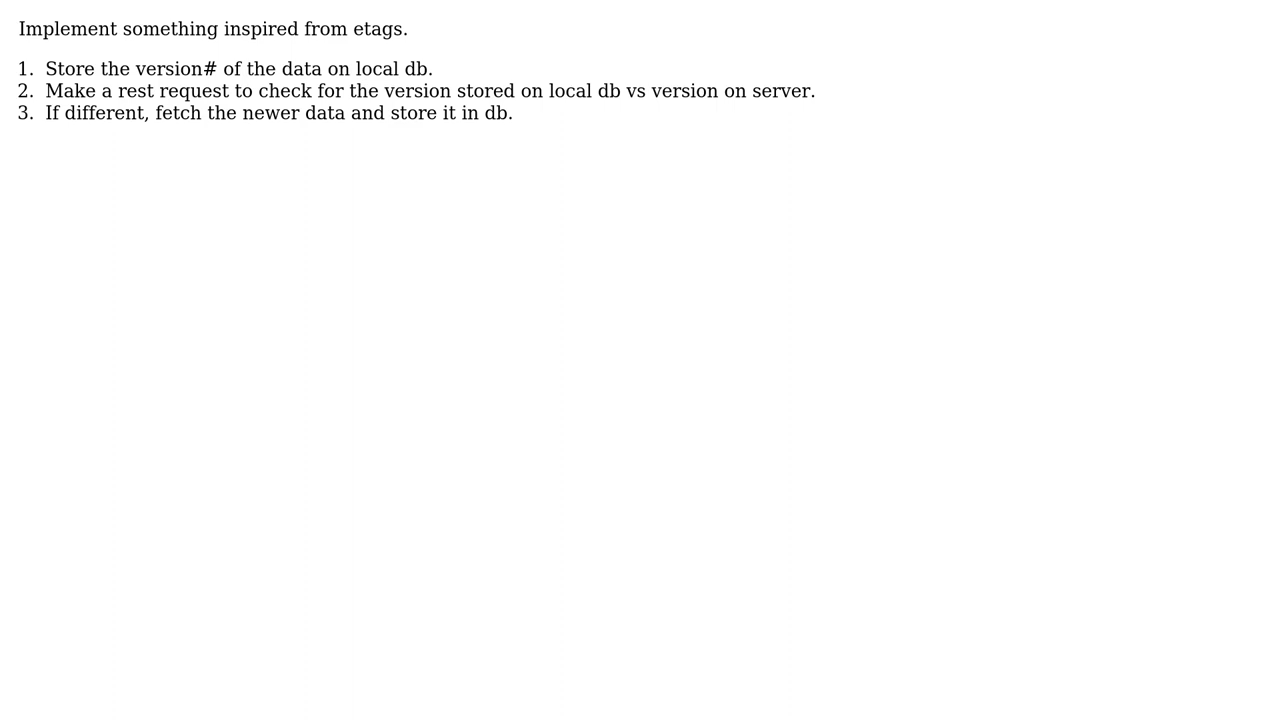 Implement something inspired from etags.
1. Store the version# of the data on local db.
2. Make a rest request to check for the version stored on local db vs version on server.
3. If different, fetch the newer data and store it in db.